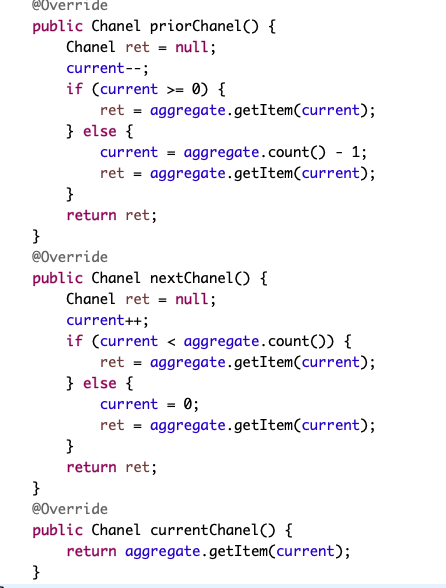 @Override
public Chanel priorChanel() {
    Chanel ret = null;
    current--;
    if (current >= 0) {
        ret = aggregate.getItem(current);
    } else {
        current = aggregate.count() - 1;
        ret = aggregate.getItem(current);
    }
    return ret;
}
@Override
public Chanel nextChanel() {
    Chanel ret = null;
    current++;
    if (current < aggregate.count()) {
        ret = aggregate.getItem(current);
    } else {
        current = 0;
        ret = aggregate.getItem(current);
    }
    return ret;
}
@Override
public Chanel currentChanel() {
    return aggregate.getItem(current);
}